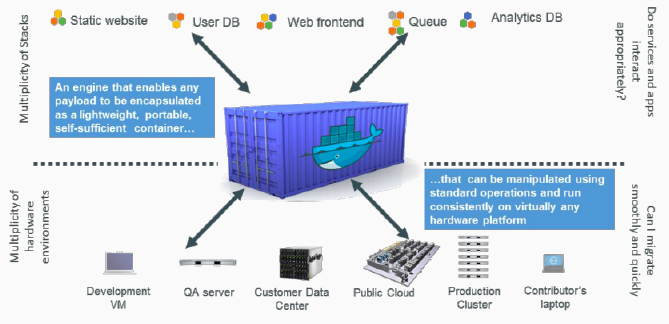 Static website
User DB
Web frontend
Queue
Analytics DB
Multiplicity of Stacks
Do services and apps
interact
appropriately?
An engine that enables any
payload to be encapsulated
as a lightweight, portable,
self-sufficient container…
…that can be manipulated using
standard operations and run
consistently on virtually any
hardware platform
Multiplicity of
hardware
environments
Can I migrate
smoothly and quickly
Development
VM
QA server
Customer Data
Center
Public Cloud
Production
Cluster
Contributor's
laptop